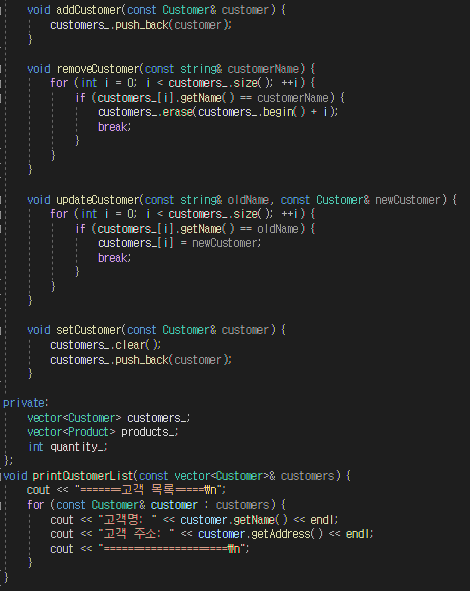 void addCustomer(const Customer& customer) {
customers_.push_back(customer);
}
void removeCustomer(const string& customerName) {
for (int i = 0; i < customers_.size(); ++i) {
if (customers_[i].getName() == customerName) {
customers_.erase(customers_.begin() + i);
break;
}
}
}
void updateCustomer(const string& oldName, const Customer& newCustomer) {
for (int i = 0; i < customers_.size(); ++i) {
if (customers_[i].getName() == oldName) {
customers_[i] = newCustomer;
break;
}
}
}
void setCustomer(const Customer& customer) {
customers_.clear();
customers_.push_back(customer);
}
private:
vector<Customer> customers_;
vector<Product> products_;
int quantity_;
};
void printCustomerList(const vector<Customer>& customers) {
cout << "=======고객 목록=====₩n";
for (const Customer& customer : customers) {
cout << "고객명: " << customer.getName() << endl;
cout << "고객 주소: " << customer.getAddress() << endl;
cout << "=====================₩n";
}
}